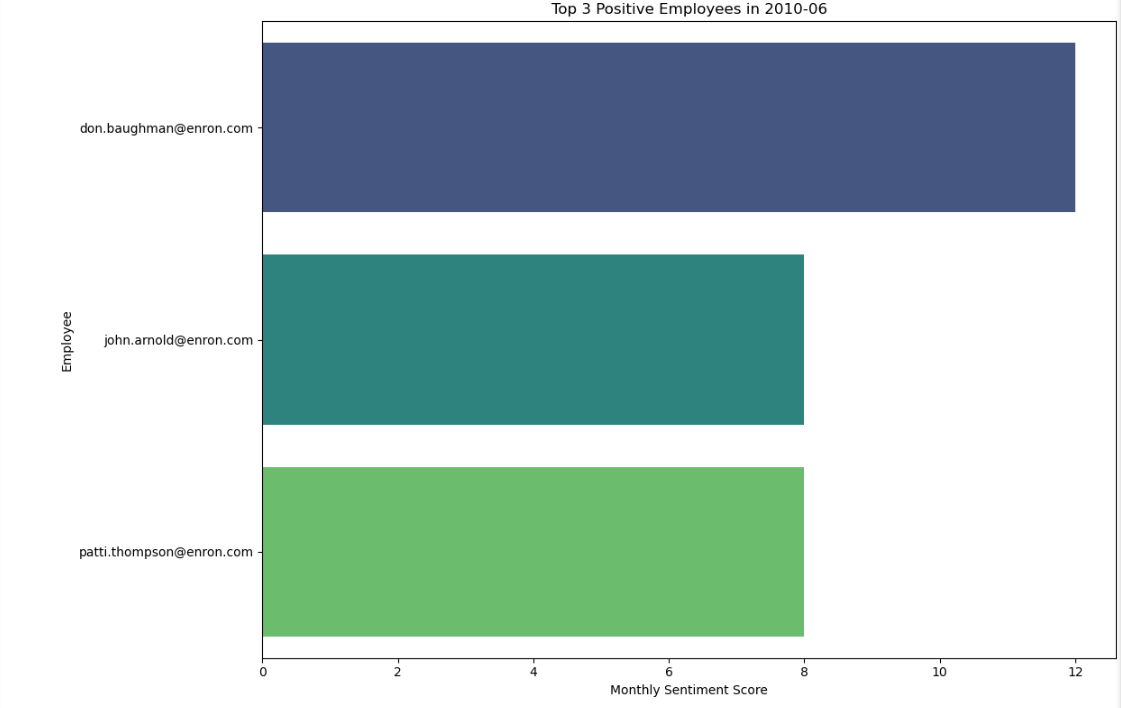 Top 3 Positive Employees in 2010-06
Employee
don.baughman@enron.com
john.arnold@enron.com
patti.thompson@enron.com
0 2 4 6 8 10 12
Monthly Sentiment Score